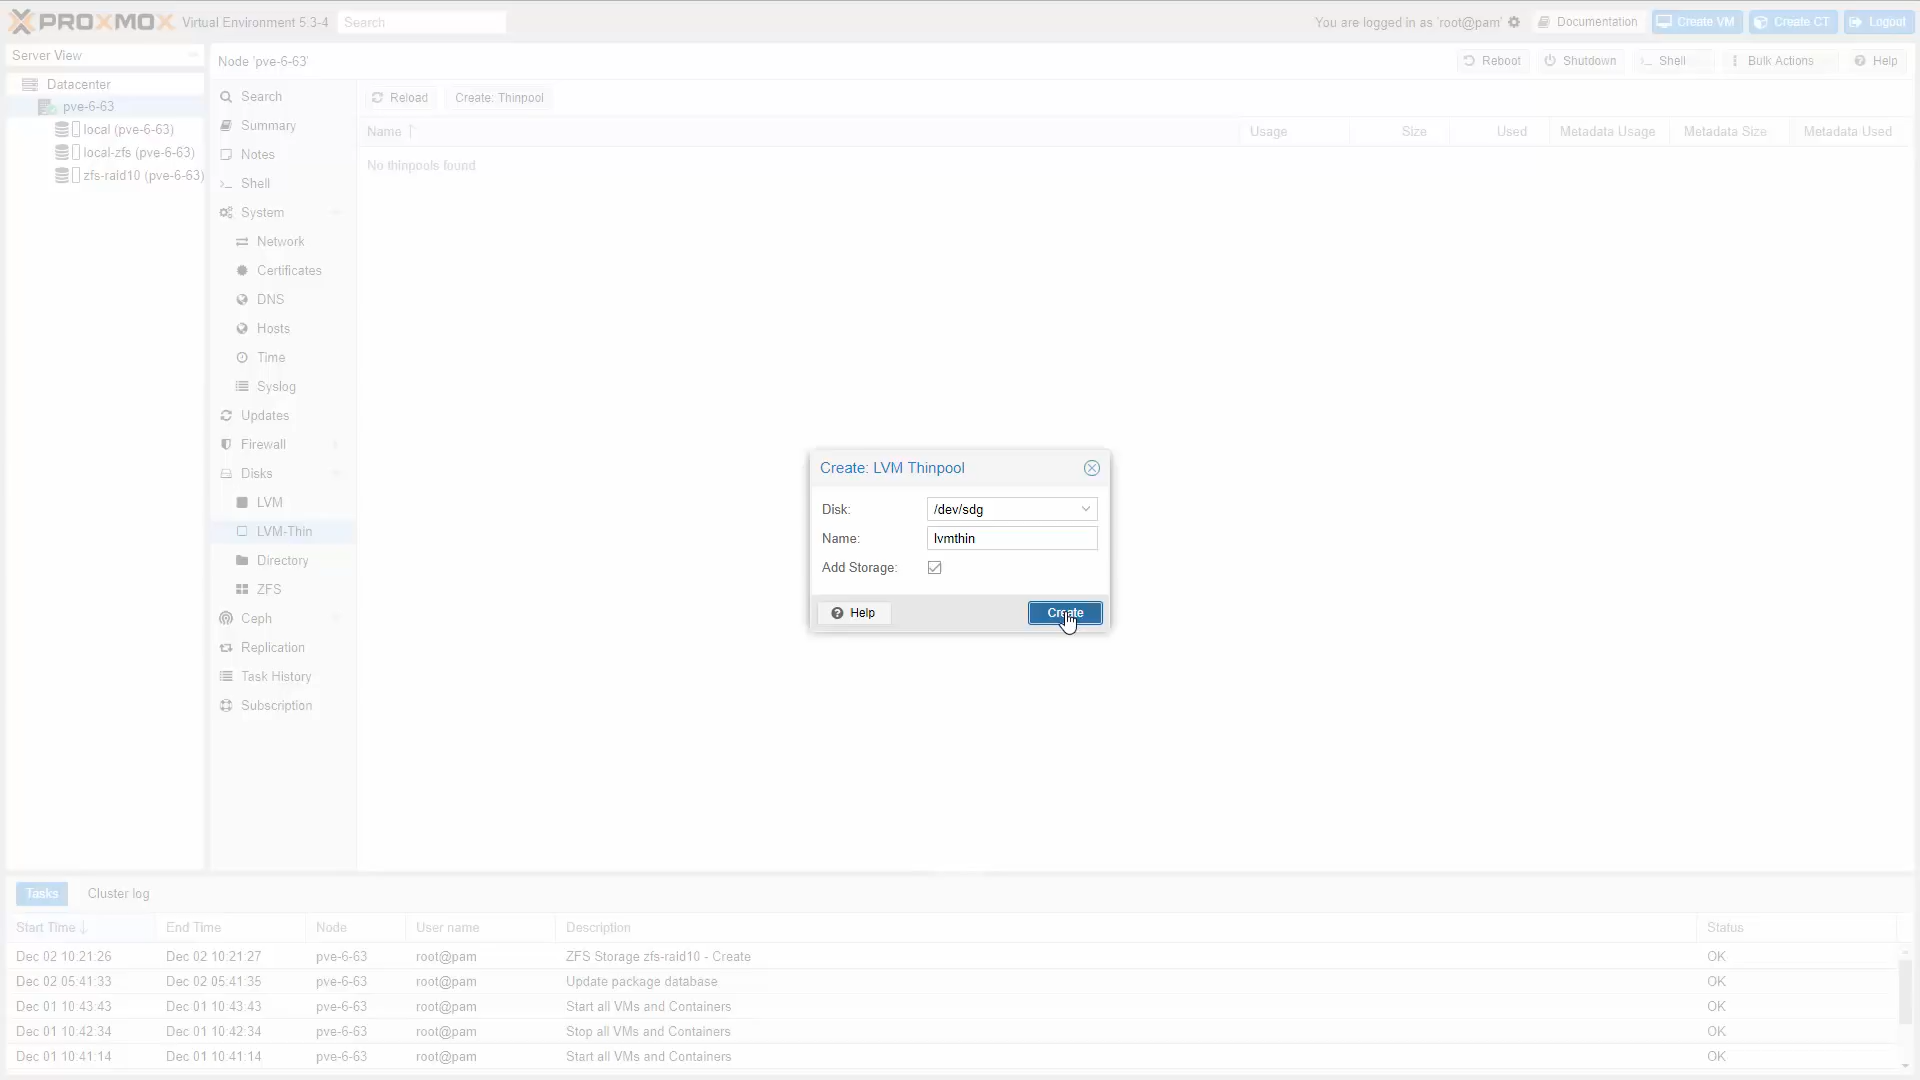 PROXMOX Virtual Environment 5.3-4 Search You are logged in as 'root@pam' Documentation Create VM Create CT Logout
Server View
Datacenter
pve-6-63
local (pve-6-63)
local-zfs (pve-6-63)
zfs-raid10 (pve-6-63)
Node 'pve-6-63' Reboot Shutdown Shell Bulk Actions Help
Search
Summary
Notes
Shell
System
Network
Certificates
DNS
Hosts
Time
Syslog
Updates
Firewall
Disks
LVM
LVM-Thin
Directory
ZFS
Ceph
Replication
Task History
Subscription
Reload Create: Thinpool
Name Usage Size Used Metadata Usage Metadata Size Metadata Used
No thinpools found
Create: LVM Thinpool
Disk: /dev/sdg
Name: lvmthin
Add Storage:
Help Create
Tasks Cluster log
Start Time End Time Node User name Description Status
Dec 02 10:21:26 Dec 02 10:21:27 pve-6-63 root@pam ZFS Storage zfs-raid10 - Create OK
Dec 02 05:41:33 Dec 02 05:41:35 pve-6-63 root@pam Update package database OK
Dec 01 10:43:43 Dec 01 10:43:43 pve-6-63 root@pam Start all VMs and Containers OK
Dec 01 10:42:34 Dec 01 10:42:34 pve-6-63 root@pam Stop all VMs and Containers OK
Dec 01 10:41:14 Dec 01 10:41:14 pve-6-63 root@pam Start all VMs and Containers OK